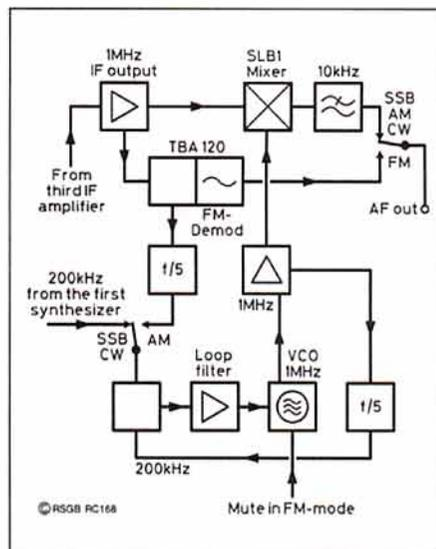 1MHz
IF output
SLB1
Mixer
10kHz
SSB
AM
CW
FM
From
third IF
amplifier
TBA 120
FM-
Demod
AF out
f/5
1MHz
200kHz
from the first
synthesizer
SSB
CW
AM
Loop
filter
VCO
1MHz
f/5
200kHz
Mute in FM-mode
© RSGB RC168